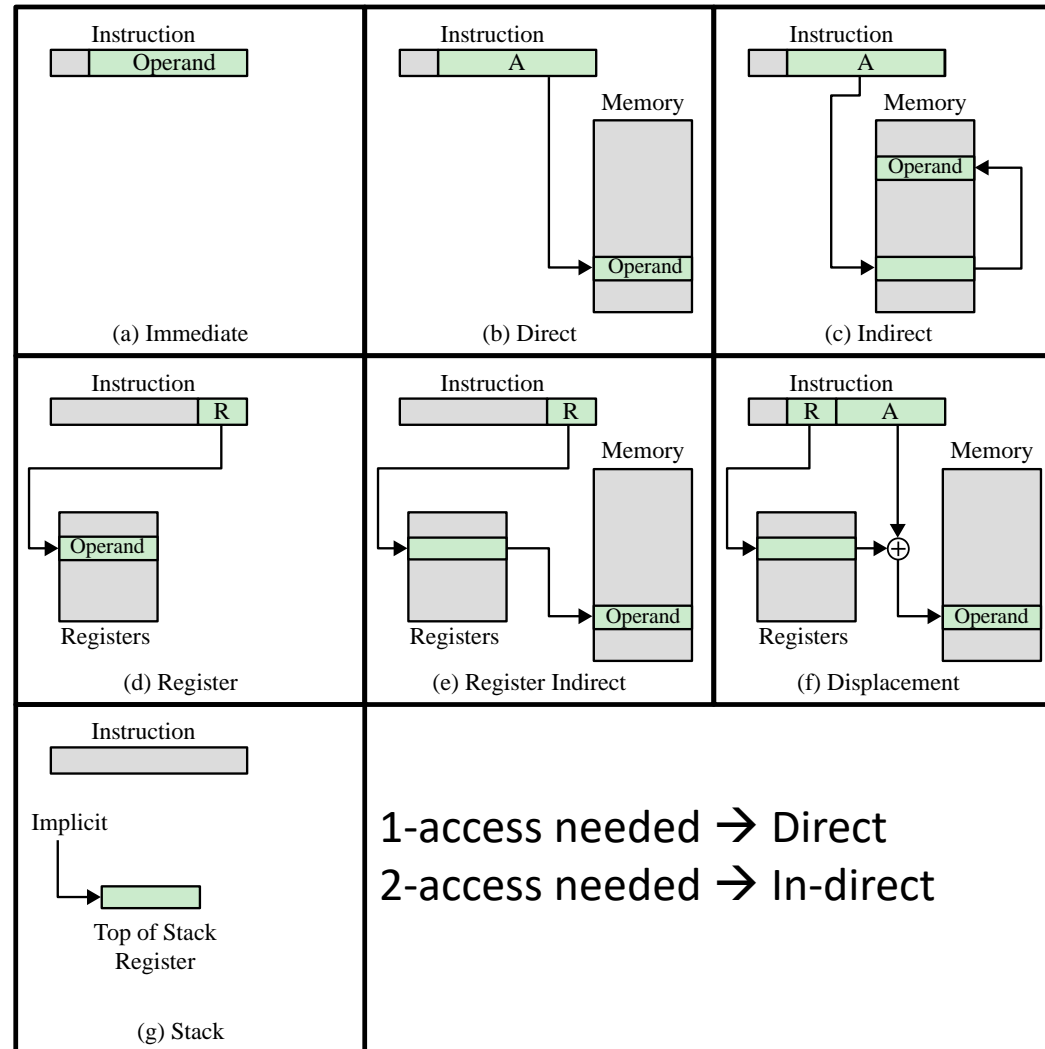 Instruction
Operand
(a) Immediate
Instruction
A
Memory
Operand
(b) Direct
Instruction
A
Memory
Operand
(c) Indirect
Instruction
R
Operand
Registers
(d) Register
Instruction
R
Memory
Operand
Registers
(e) Register Indirect
Instruction
R A
Memory
+
Operand
Registers
(f) Displacement
Instruction
Implicit
Top of Stack
Register
(g) Stack
1-access needed → Direct
2-access needed → In-direct